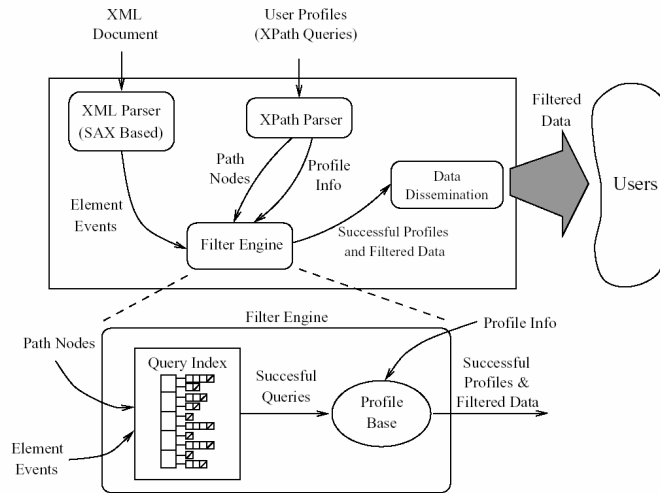 XML
Document
User Profiles
(XPath Queries)
XML Parser
(SAX Based)
XPath Parser
Filtered
Data
Path
Nodes
Profile
Info
Data
Dissemination
Users
Element
Events
Filter Engine
Successful Profiles
and Filtered Data
Filter Engine
Profile Info
Path Nodes
Query Index
Succesful
Queries
Profile
Base
Successful
Profiles &
Filtered Data
Element
Events